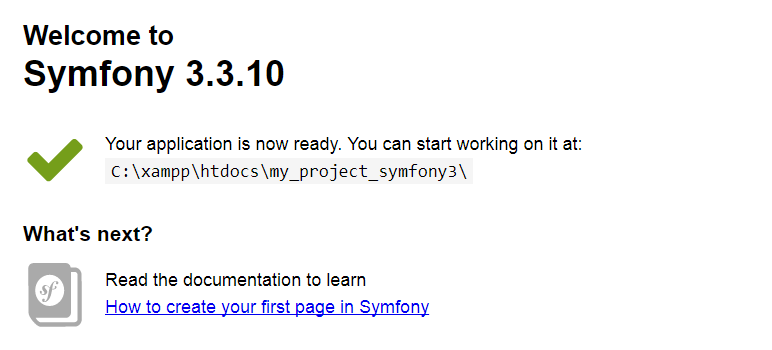 Welcome to
Symfony 3.3.10
Your application is now ready. You can start working on it at:
C:\xampp\htdocs\my_project_symfony3\
What's next?
sf
Read the documentation to learn
How to create your first page in Symfony